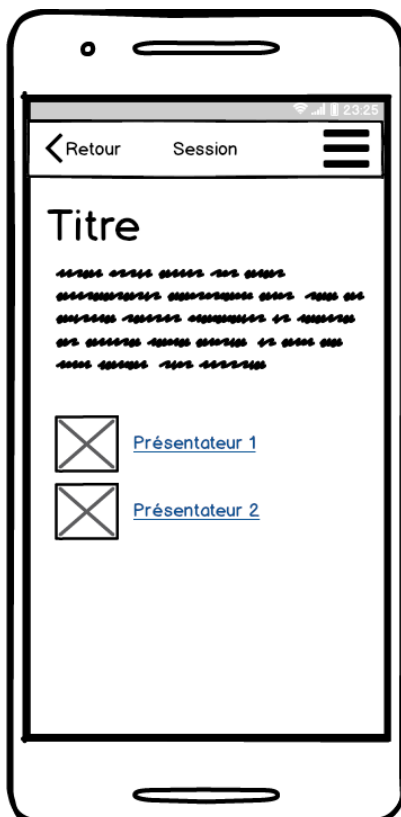 23:25
Retour Session
Titre
Présentateur 1
Présentateur 2